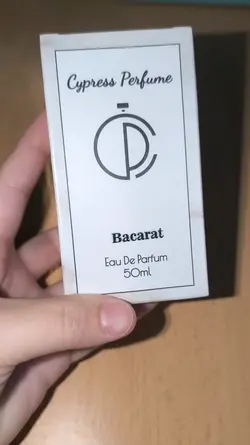 Cypress Perfume
Bacarat
Eau De Parfum
50ml